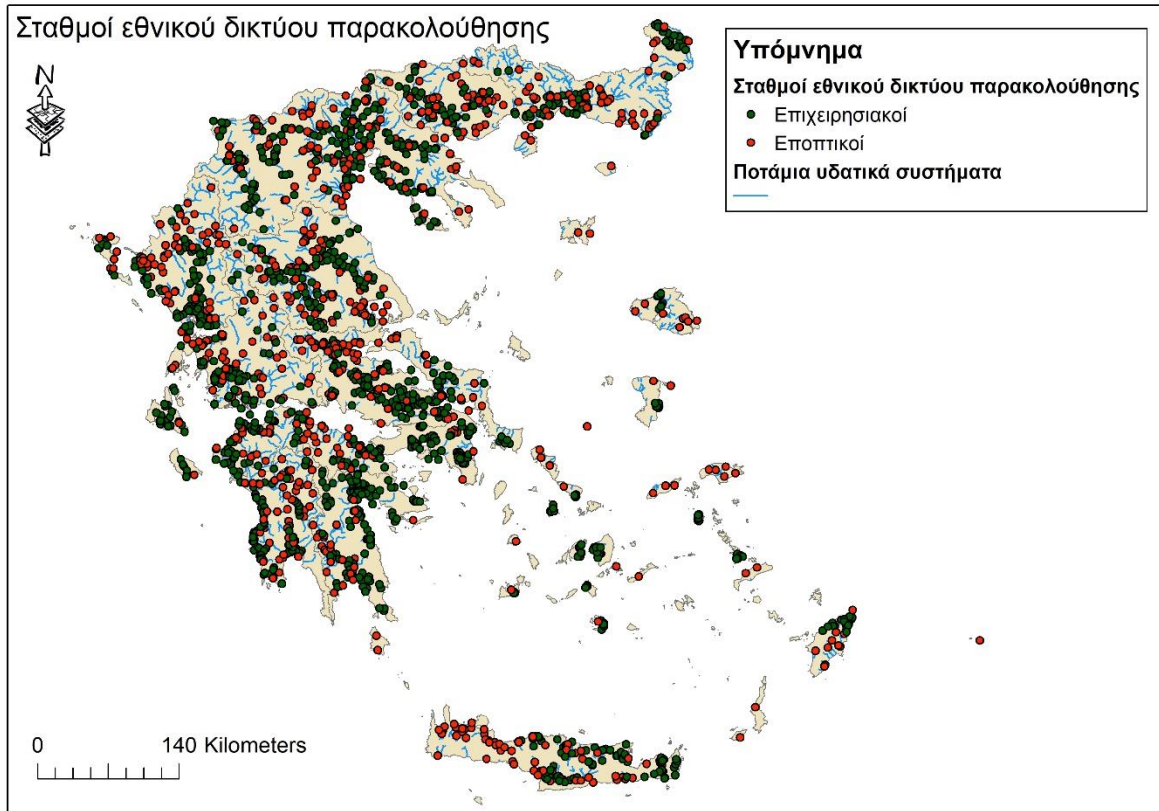 Σταθμοί εθνικού δικτύου παρακολούθησης
N
Υπόμνημα
Σταθμοί εθνικού δικτύου παρακολούθησης
Επιχειρησιακοί
Εποπτικοί
Ποτάμια υδατικά συστήματα
0 140 Kilometers